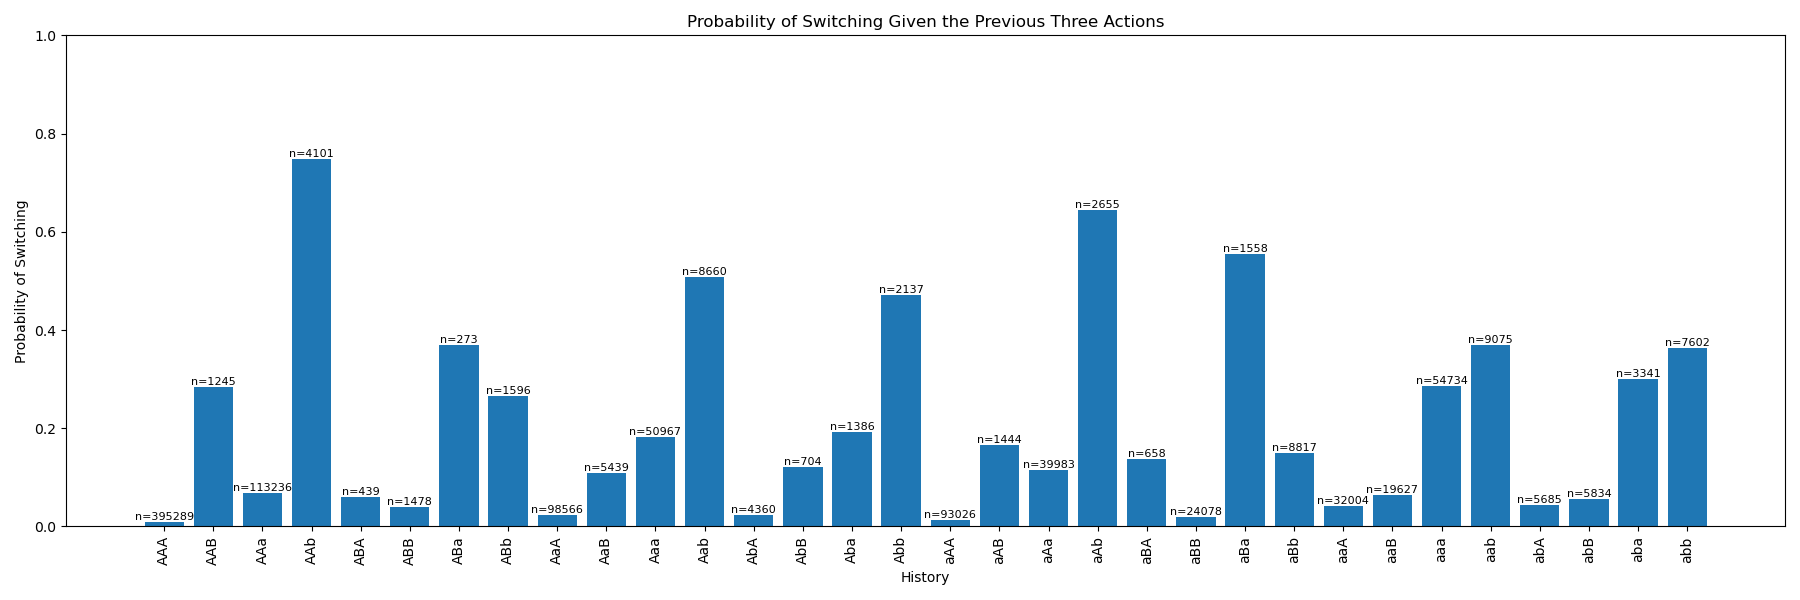 Probability of Switching Given the Previous Three Actions
Probability of Switching
1.0
0.8
0.6
0.4
0.2
0.0
n=395289
n=1245
n=113236
n=4101
n=439
n=1478
n=273
n=1596
n=98566
n=5439
n=50967
n=8660
n=4360
n=704
n=1386
n=2137
n=93026
n=1444
n=39983
n=2655
n=658
n=24078
n=1558
n=8817
n=32004
n=19627
n=54734
n=9075
n=5685
n=5834
n=3341
n=7602
AAA
AAB
AAa
AAb
ABA
ABB
ABa
ABb
AaA
AaB
Aaa
Aab
AbA
AbB
Aba
Abb
aAA
aAB
aAa
aAb
aBA
aBB
aBa
aBb
aaA
aaB
aaa
aab
abA
abB
aba
abb
History